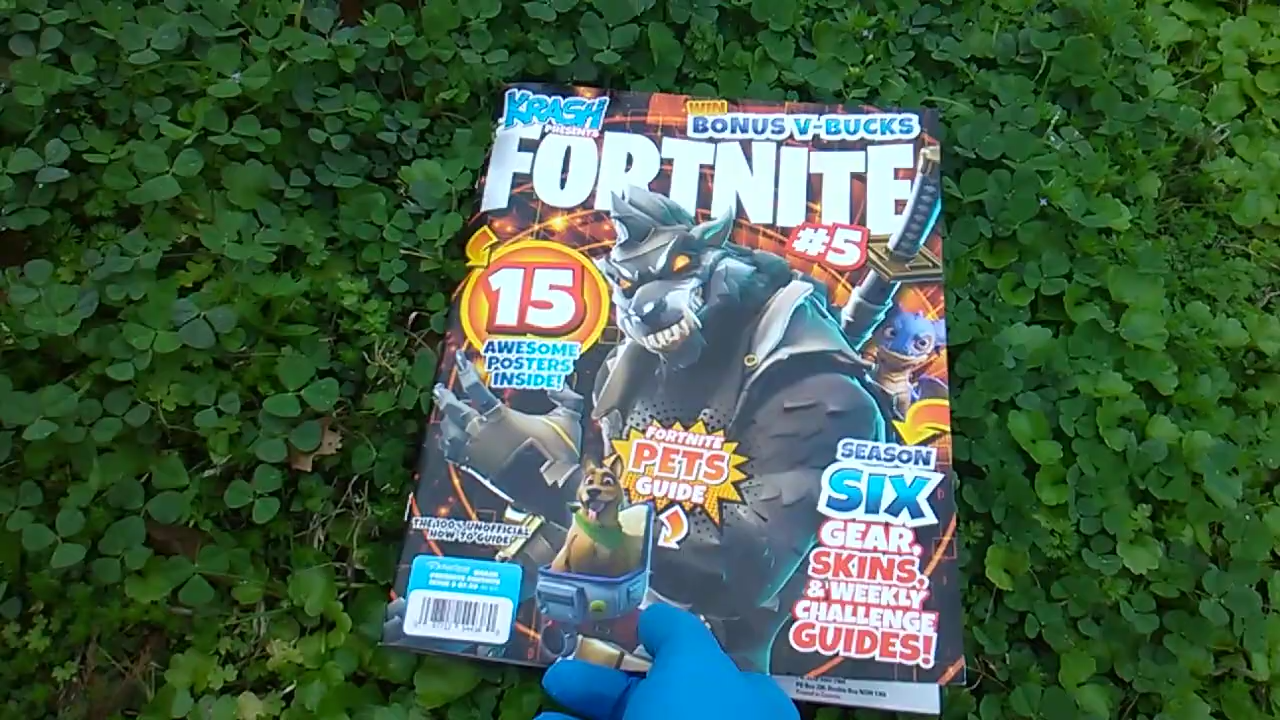 KRASH
PRESENTS
WIN
BONUS V-BUCKS
FORTNITE
#5
15
AWESOME
POSTERS
INSIDE!
FORTNITE
PETS
GUIDE
SEASON
SIX
GEAR,
SKINS,
& WEEKLY
CHALLENGE
GUIDES!
THE 100% UNOFFICIAL
HOW-TO GUIDE
KRASH